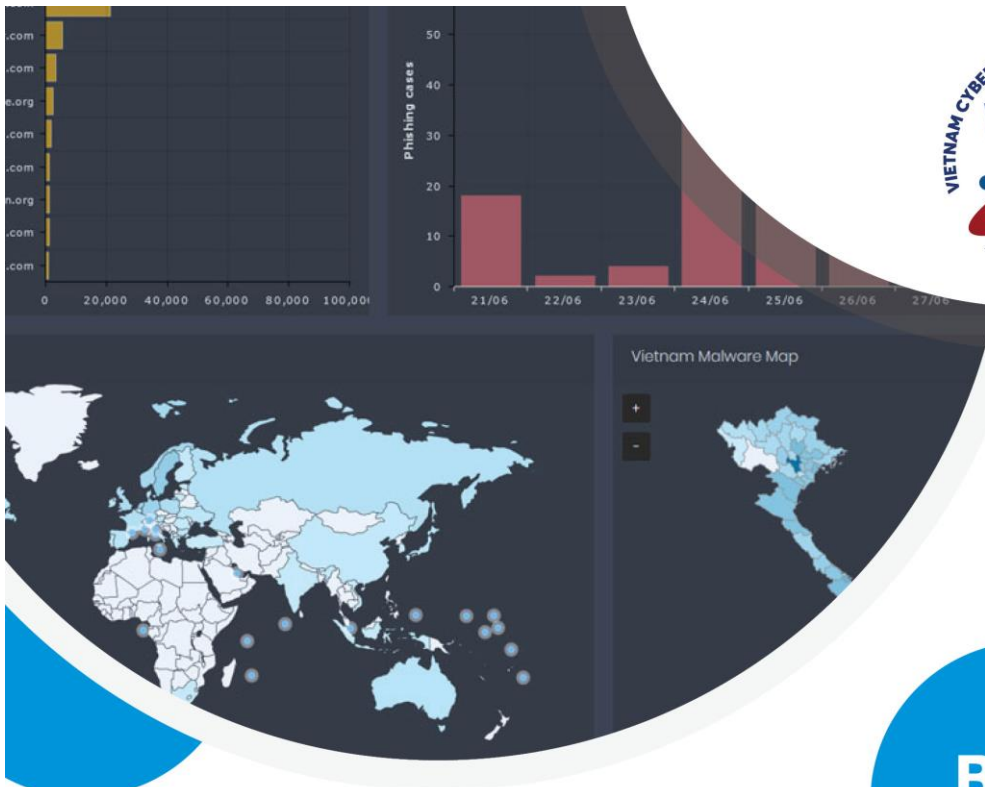 .com
.com
e.org
.com
.com
n.org
.com
.com
0 20,000 40,000 60,000 80,000 100,00
Phishing cases
50
40
30
20
10
0
21/06 22/06 23/06 24/06 25/06 26/06 27/06
VIETNAM CYBE
Vietnam Malware Map
+
-